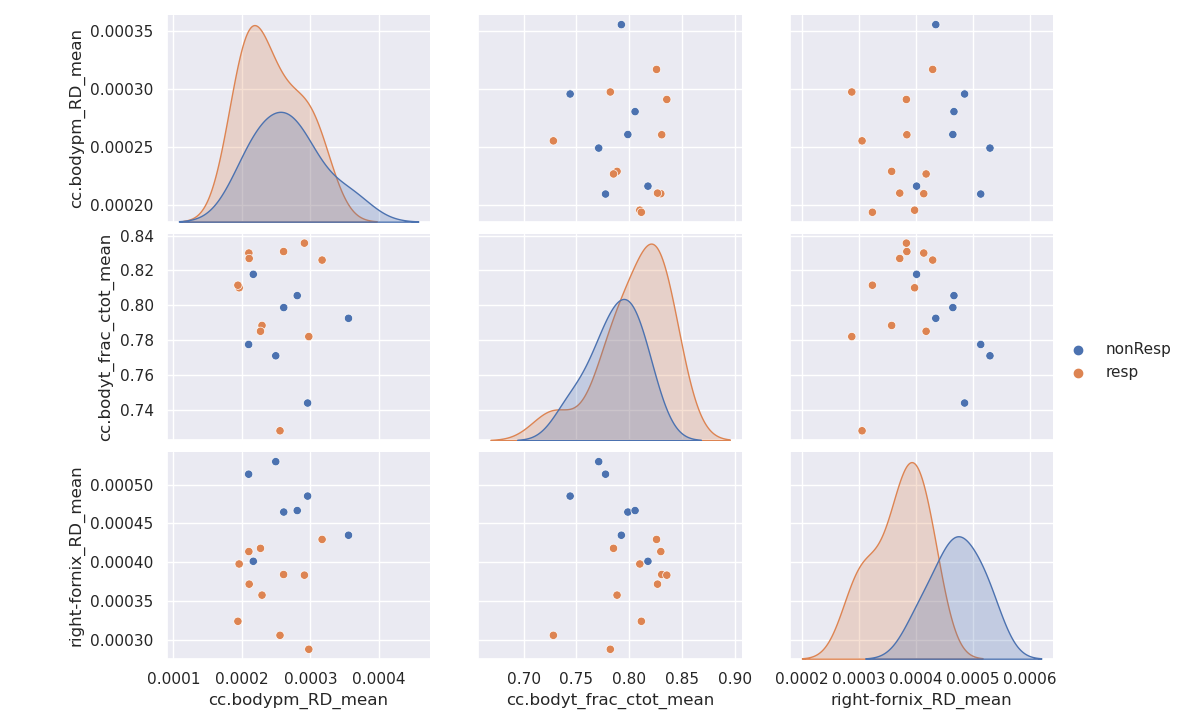 cc.bodypm_RD_mean
0.00035
0.00030
0.00025
0.00020
cc.bodyt_frac_ctot_mean
0.84
0.82
0.80
0.78
0.76
0.74
nonResp
resp
right-fornix_RD_mean
0.00050
0.00045
0.00040
0.00035
0.00030
0.0001 0.0002 0.0003 0.0004
0.70 0.75 0.80 0.85 0.90
0.0002 0.0003 0.0004 0.0005 0.0006
cc.bodypm_RD_mean
cc.bodyt_frac_ctot_mean
right-fornix_RD_mean